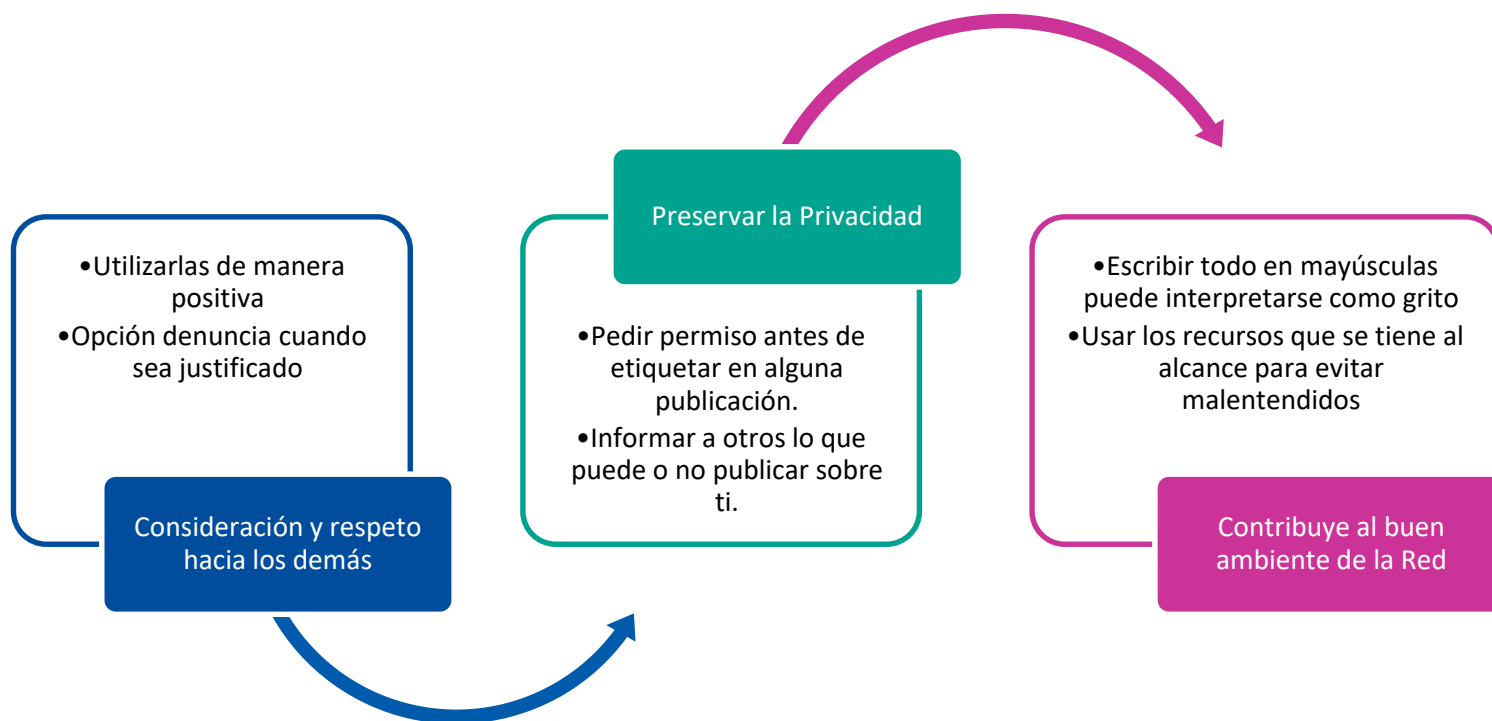 •Utilizarlas de manera
positiva
•Opción denuncia cuando
sea justificado
Consideración y respeto
hacia los demás
Preservar la Privacidad
•Pedir permiso antes de
etiquetar en alguna
publicación.
•Informar a otros lo que
puede o no publicar sobre
ti.
•Escribir todo en mayúsculas
puede interpretarse como grito
•Usar los recursos que se tiene al
alcance para evitar
malentendidos
Contribuye al buen
ambiente de la Red